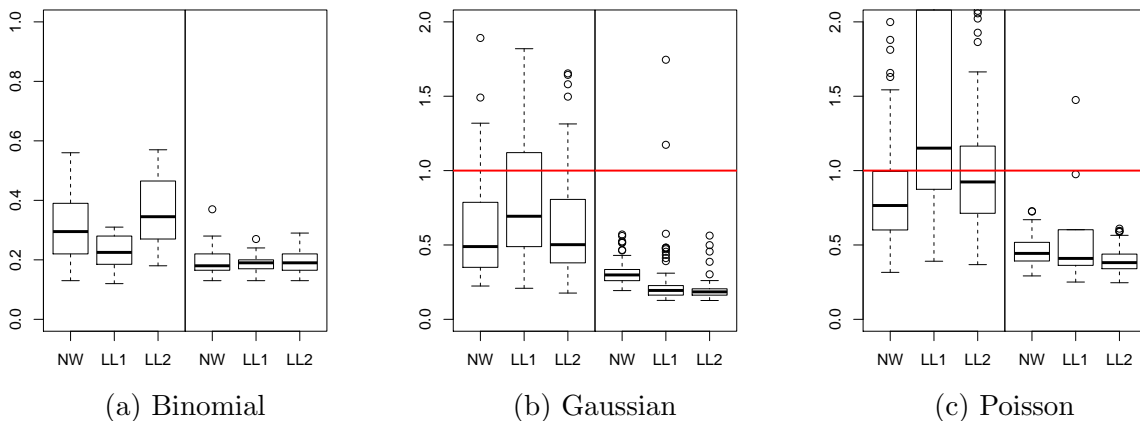 0.0 0.2 0.4 0.6 0.8 1.0
NW LL1 LL2 NW LL1 LL2
(a) Binomial
0.0 0.5 1.0 1.5 2.0
NW LL1 LL2 NW LL1 LL2
(b) Gaussian
0.0 0.5 1.0 1.5 2.0
NW LL1 LL2 NW LL1 LL2
(c) Poisson